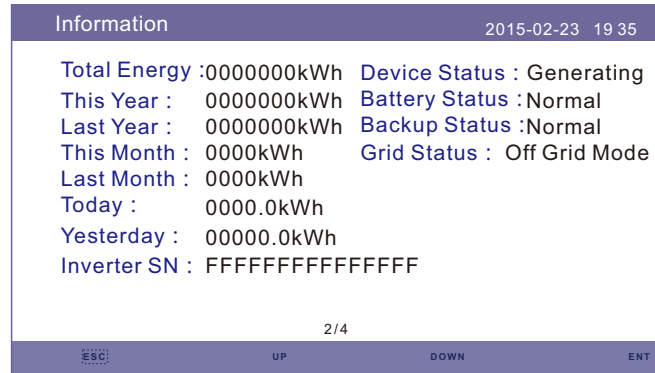 Information 2015-02-23 19 35
Total Energy : 0000000kWh Device Status : Generating
This Year : 0000000kWh Battery Status : Normal
Last Year : 0000000kWh Backup Status : Normal
This Month : 0000kWh Grid Status : Off Grid Mode
Last Month : 0000kWh
Today : 0000.0kWh
Yesterday : 00000.0kWh
Inverter SN : FFFFFFFFFFFFFFF
2/4
ESC UP DOWN ENT